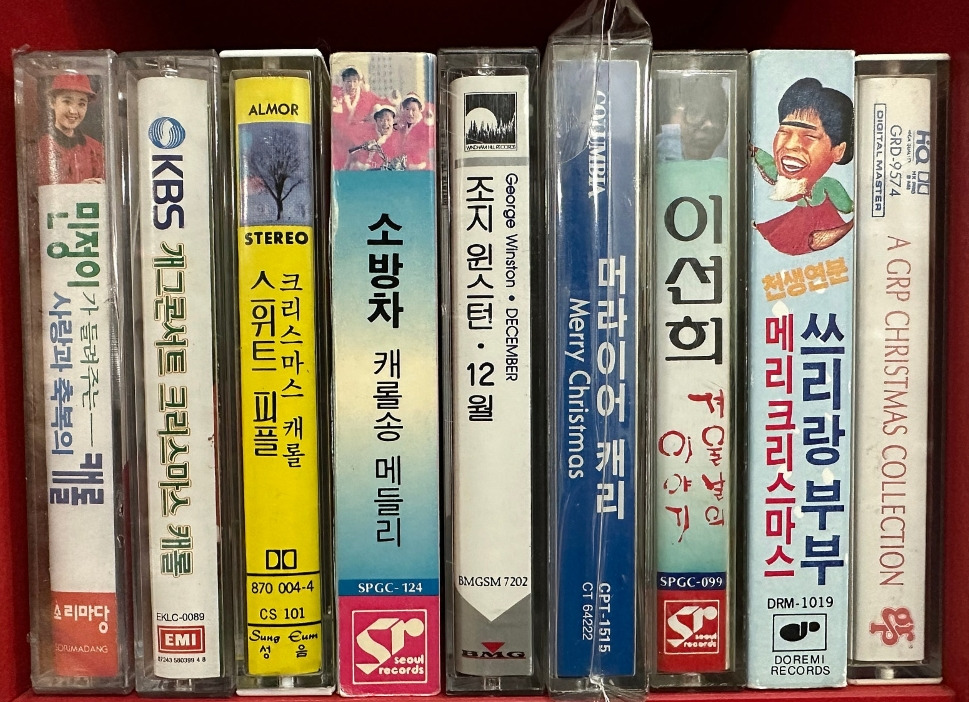 민정이가 들려주는
사랑과 축복의 캐롤
소리마당
SORIMADANG
KBS 개그콘서트 크리스마스 캐롤
EKLC-0089
EMI
07243 580399 4 8
ALMOR
STEREO
크리스마스 캐롤
스위트 피플
870 004-4
CS 101
Sung Eum
성음
소방차 캐롤송 메들리
SPGC-124
Sr
seoul
records
WINDHAM HILL RECORDS
George Winston • DECEMBER
조지 윈스턴 · 12월
BMGSM 7202
BMG
COLUMBIA
머라이어 캐리
Merry Christmas
CPT-1515
CT 64222
이선희
겨울날의
이야기
SPGC-099
Sr
seoul
records
천생연분
쓰리랑 부부
메리크리스마스
DRM-1019
DOREMI
RECORDS
HQ
GRD-9574
DIGITAL MASTER
A GRP CHRISTMAS COLLECTION
GRP